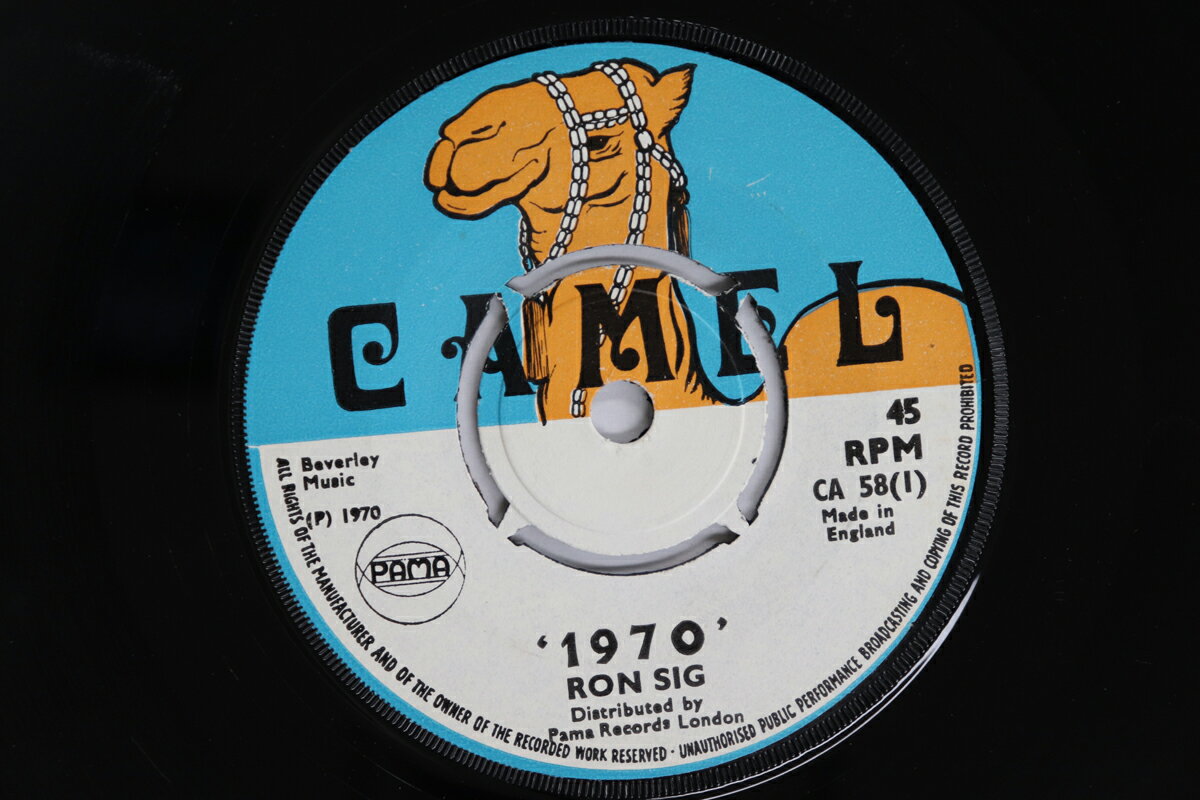 CAMEL
45
RPM
CA 58(1)
Made in
England
Beverley
Music
(P) 1970
PAMA
'1970'
RON SIG
Distributed by
Pama Records London
ALL RIGHTS OF THE MANUFACTURER AND OF THE OWNER OF THE RECORDED WORK RESERVED · UNAUTHORISED PUBLIC PERFORMANCE BROADCASTING AND COPYING OF THIS RECORD PROHIBITED